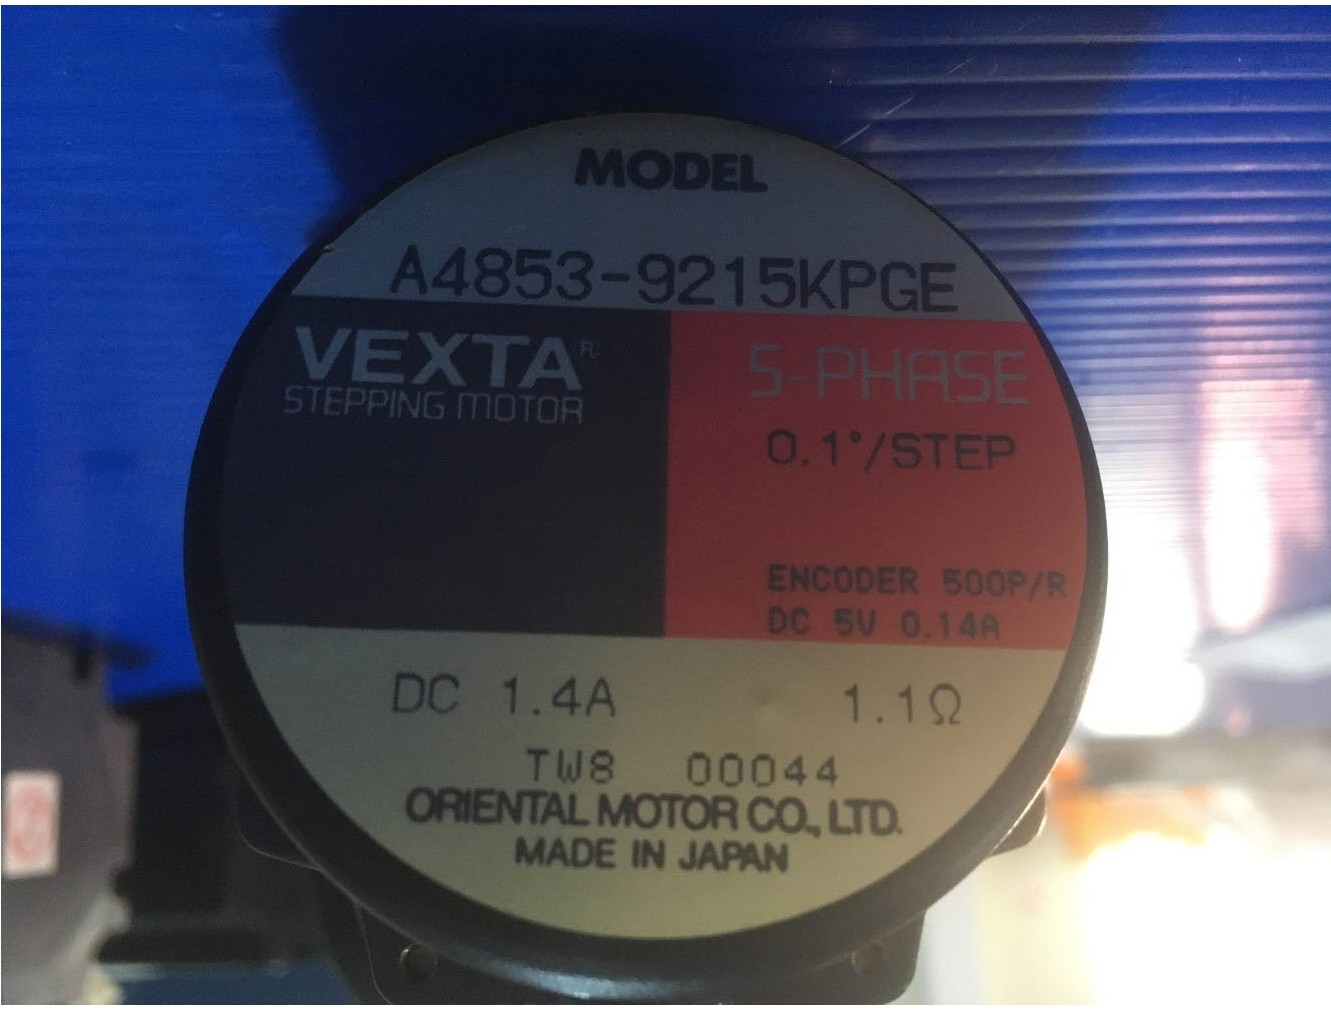 MODEL
A4853-9215KPGE
VEXTA®
STEPPING MOTOR
5-PHASE
0.1°/STEP
ENCODER 500P/R
DC 5V 0.14A
DC 1.4A 1.1Ω
TW8 00044
ORIENTAL MOTOR CO., LTD.
MADE IN JAPAN